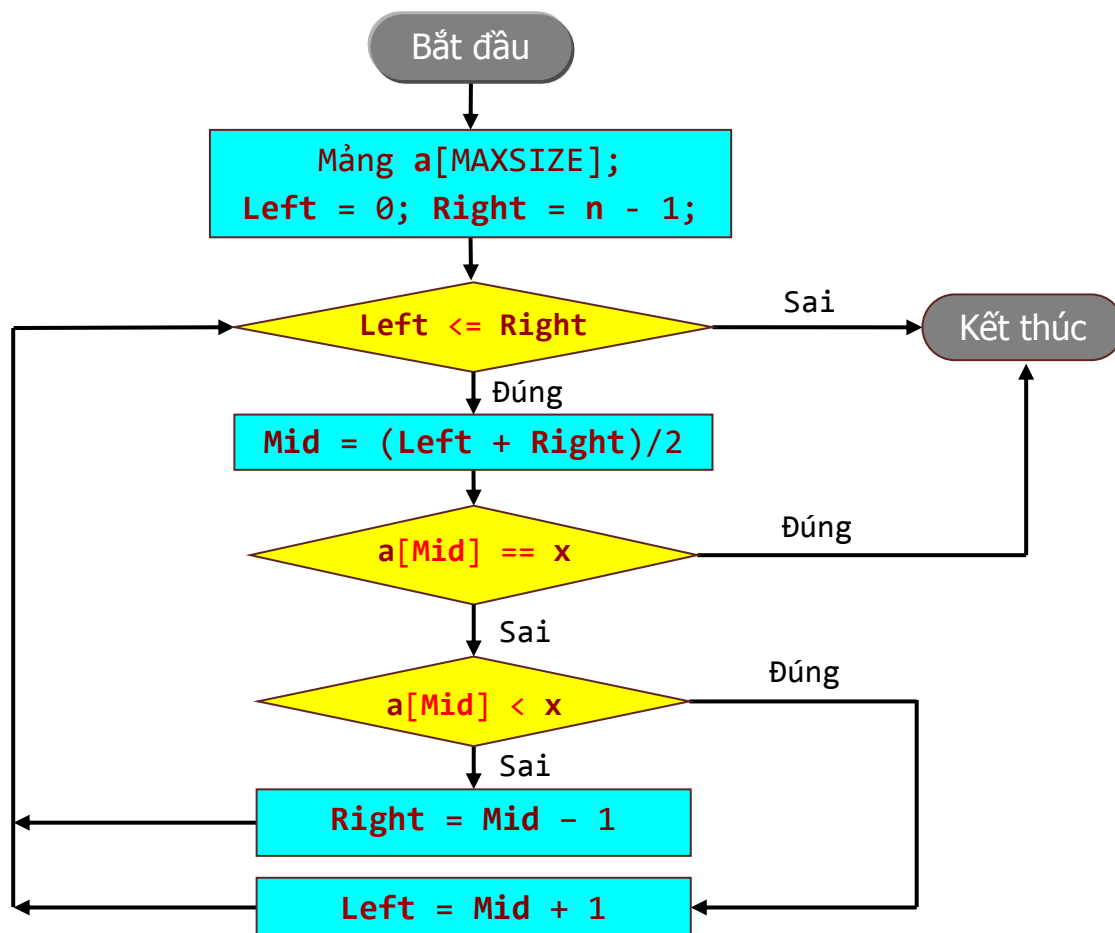 Bắt đầu
Mảng a[MAXSIZE];
Left = 0; Right = n - 1;
Left <= Right
Sai
Kết thúc
Đúng
Mid = (Left + Right)/2
a[Mid] == x
Đúng
Sai
a[Mid] < x
Đúng
Sai
Right = Mid – 1
Left = Mid + 1